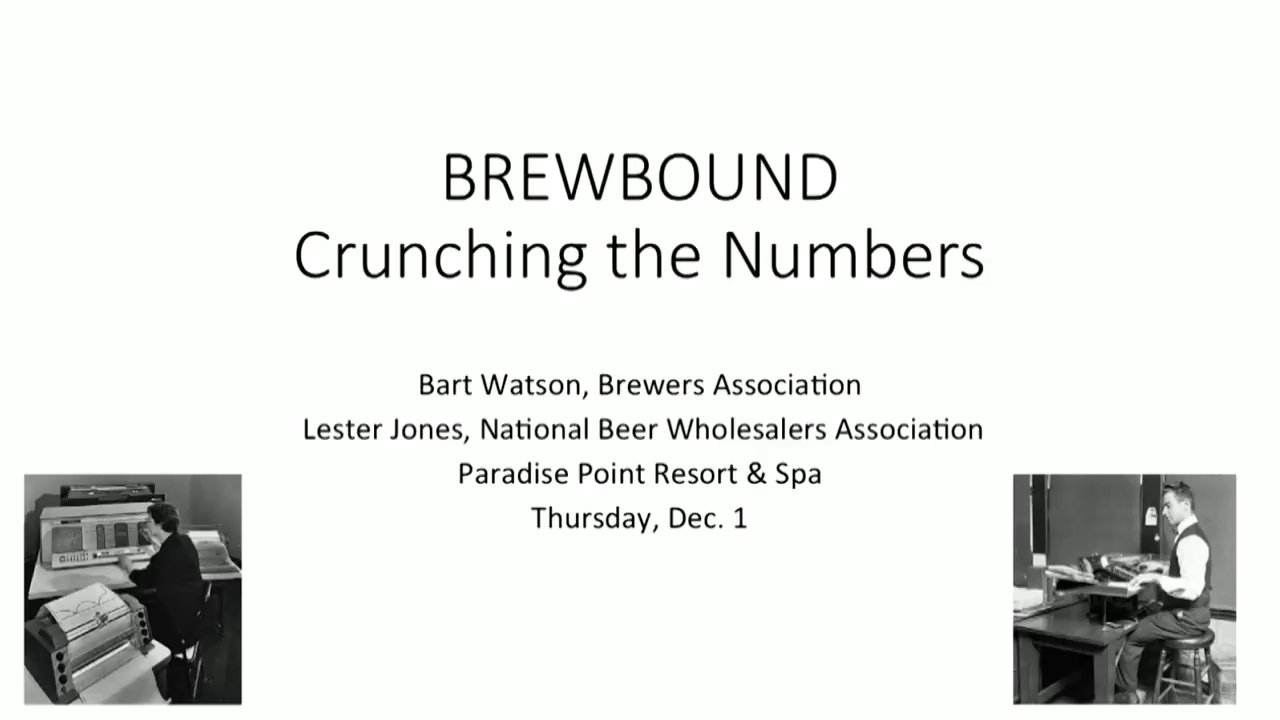 BREWBOUND
Crunching the Numbers
Bart Watson, Brewers Association
Lester Jones, National Beer Wholesalers Association
Paradise Point Resort & Spa
Thursday, Dec. 1